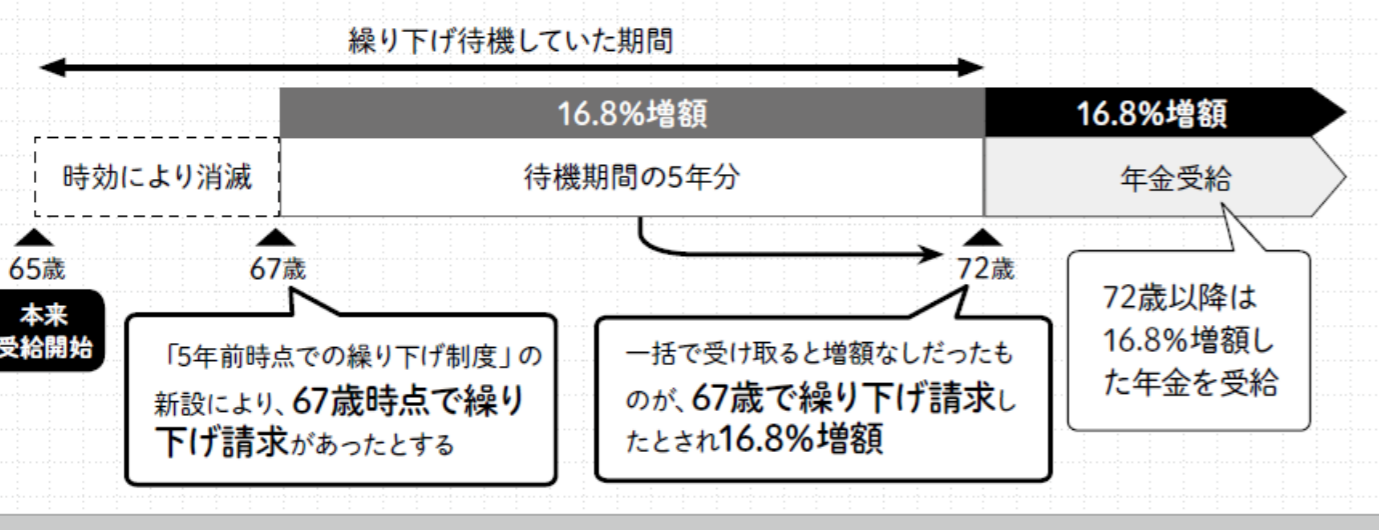 繰り下げ待機していた期間
16.8%増額
16.8%増額
時効により消滅
待機期間の5年分
年金受給
65歳
67歳
72歳
本来
受給開始
「5年前時点での繰り下げ制度」の
新設により、67歳時点で繰り
下げ請求があったとする
一括で受け取ると増額なしだったも
のが、67歳で繰り下げ請求し
たとされ16.8%増額
72歳以降は
16.8%増額し
た年金を受給